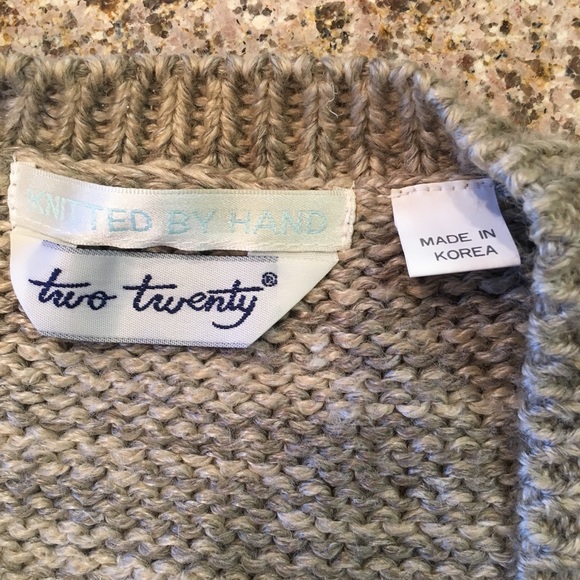 KNITTED BY HAND
two twenty®
MADE IN
KOREA